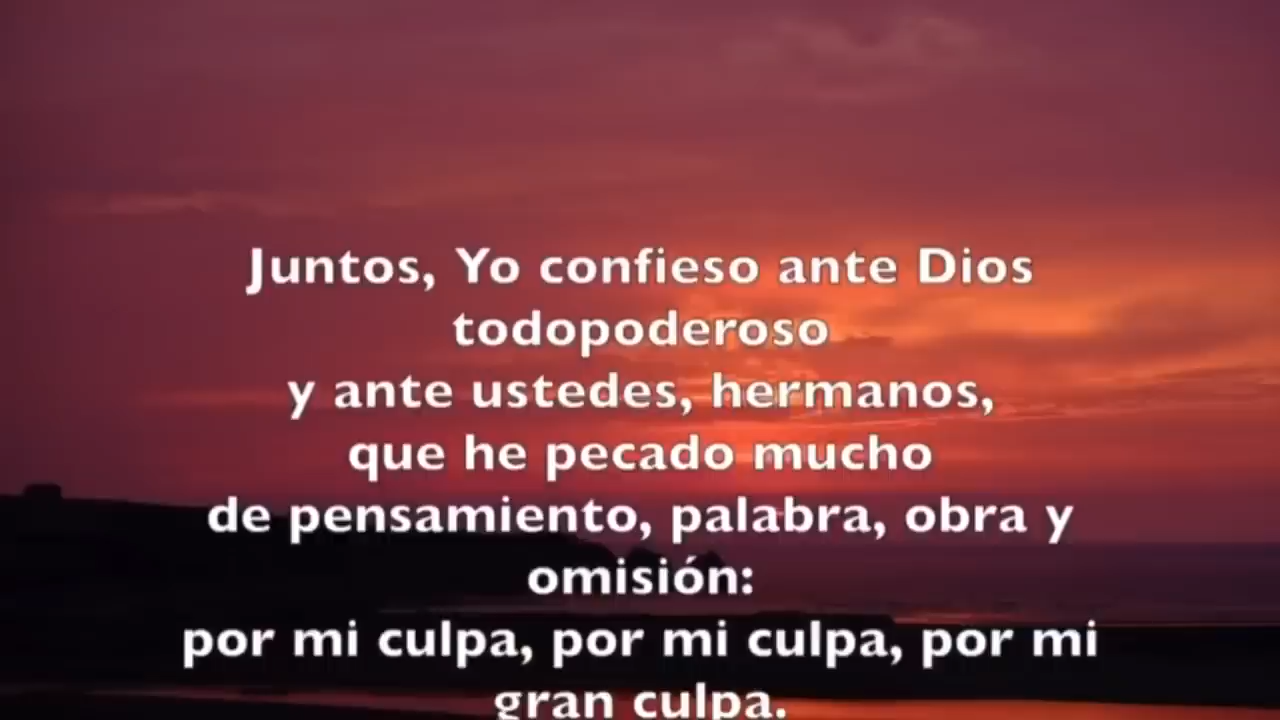 Juntos, Yo confieso ante Dios
todopoderoso
y ante ustedes, hermanos,
que he pecado mucho
de pensamiento, palabra, obra y
omisión:
por mi culpa, por mi culpa, por mi
gran culpa.